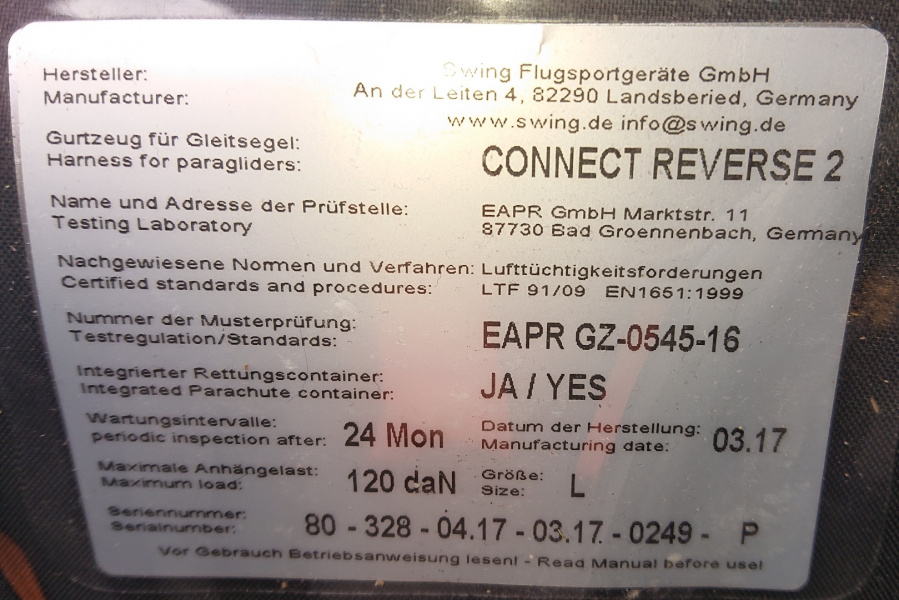 Hersteller: Swing Flugsportgeräte GmbH
Manufacturer: An der Leiten 4, 82290 Landsberied, Germany
www.swing.de info@swing.de
Gurtzeug für Gleitsegel:
Harness for paragliders: CONNECT REVERSE 2
Name und Adresse der Prüfstelle: EAPR GmbH Marktstr. 11
Testing Laboratory 87730 Bad Groennenbach, Germany
Nachgewiesene Normen und Verfahren: Lufttüchtigkeitsforderungen
Certified standards and procedures: LTF 91/09 EN1651:1999
Nummer der Musterprüfung:
Testregulation/Standards: EAPR GZ-0545-16
Integrierter Rettungscontainer:
Integrated Parachute container: JA / YES
Wartungsintervalle: Datum der Herstellung:
periodic inspection after: 24 Mon Manufacturing date: 03.17
Maximale Anhängelast: Größe:
Maximum load: 120 daN Size: L
Seriennummer:
Serialnumber: 80 - 328 - 04.17 - 03.17. - 0249 - P
Vor Gebrauch Betriebsanweisung lesen! - Read Manual before use!